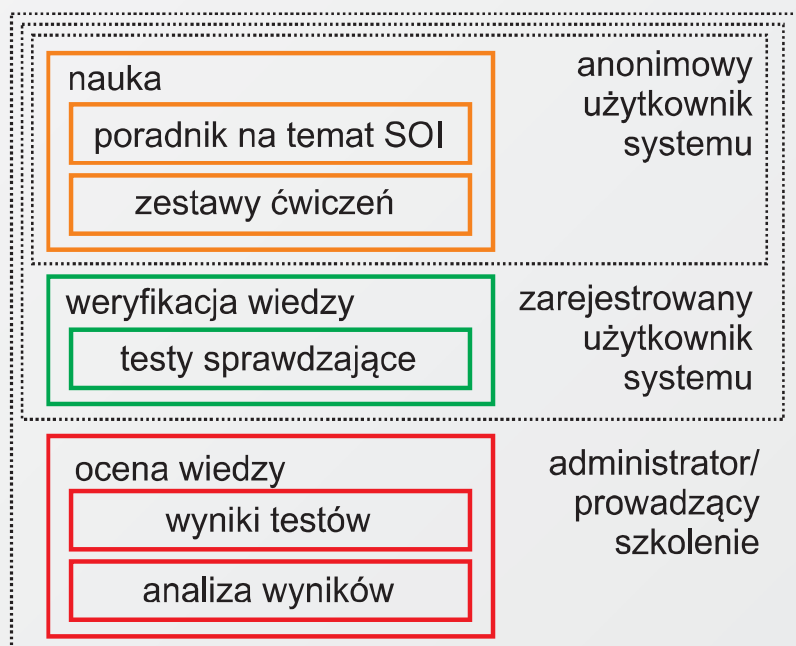 nauka
poradnik na temat SOI
zestawy ćwiczeń
anonimowy
użytkownik
systemu
weryfikacja wiedzy
testy sprawdzające
zarejestrowany
użytkownik
systemu
ocena wiedzy
wyniki testów
analiza wyników
administrator/
prowadzący
szkolenie